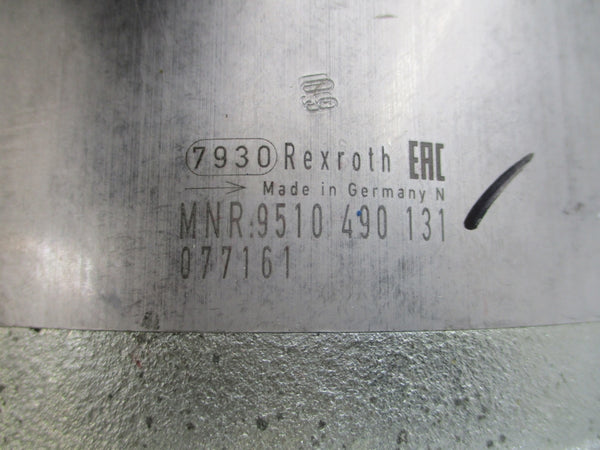 7930 Rexroth EAC
Made in Germany N
MNR:9510 490 131
077161